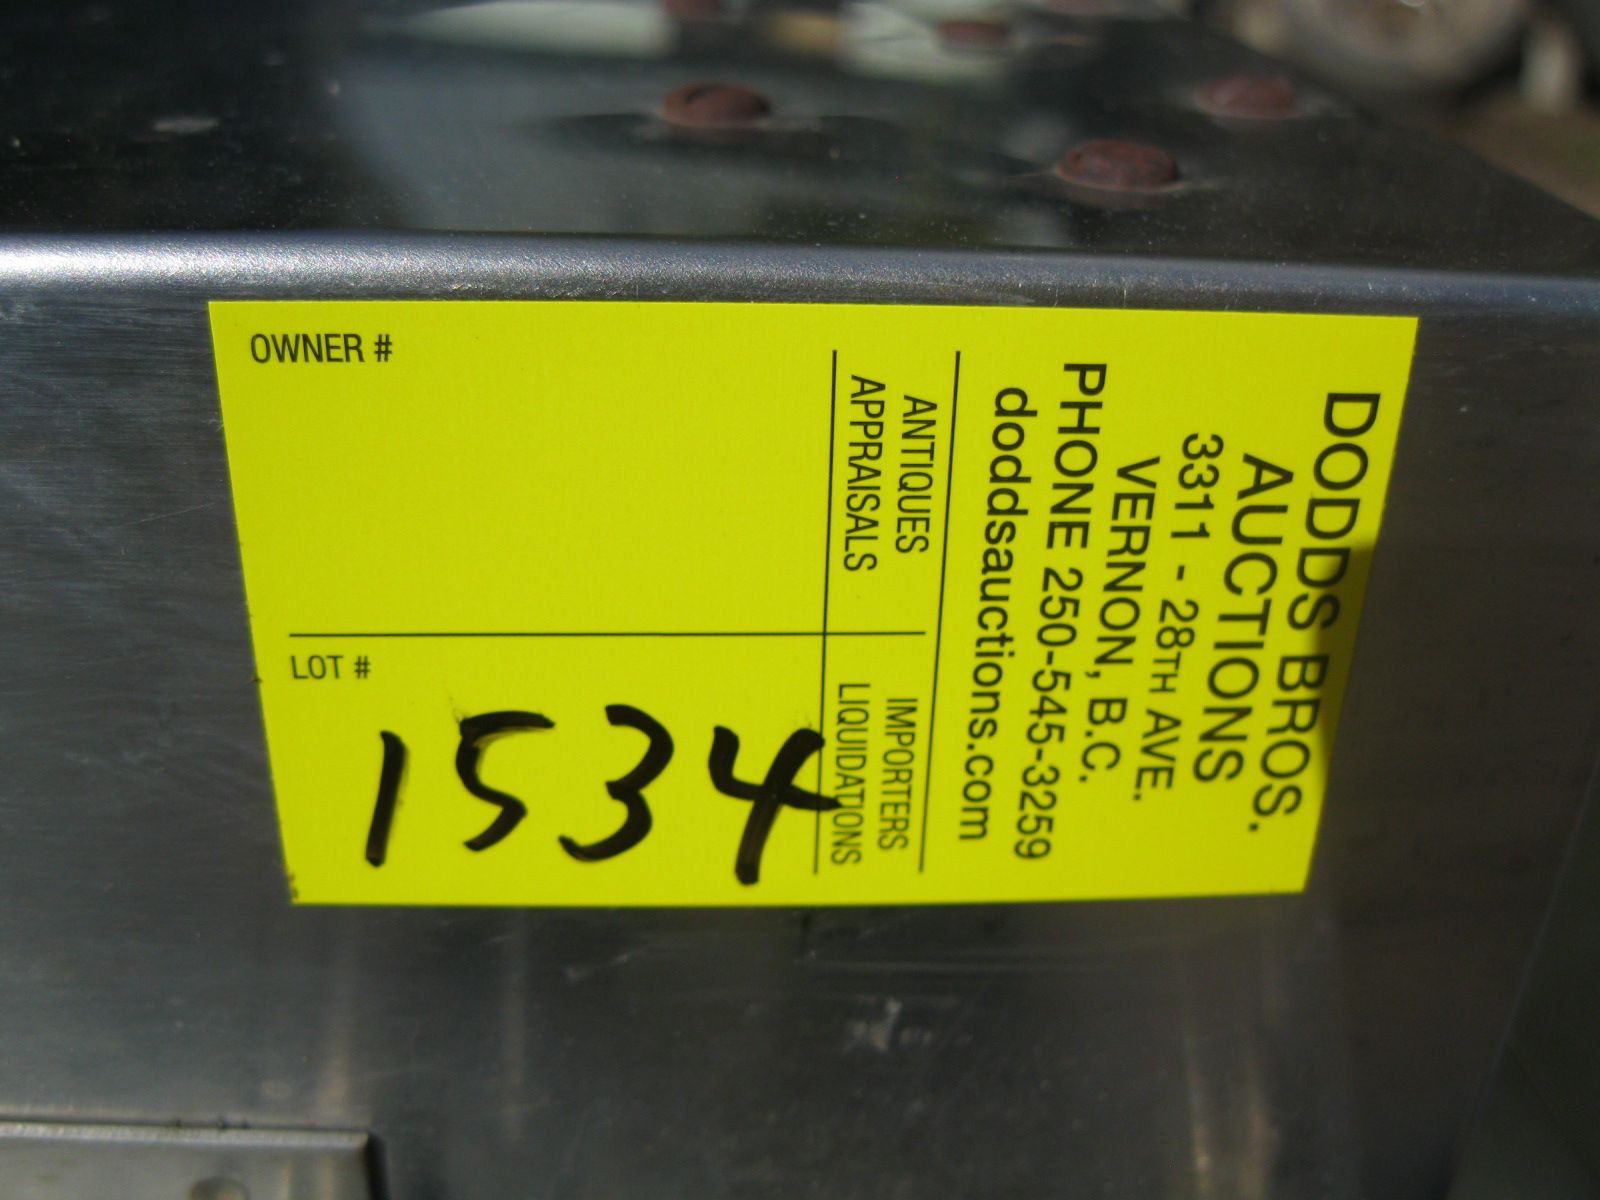 DODDS BROS.
AUCTIONS
3311 - 28TH AVE.
VERNON, B.C.
PHONE 250-545-3259
doddsauctions.com
ANTIQUES
APPRAISALS
IMPORTERS
LIQUIDATIONS
OWNER #
LOT #
1534